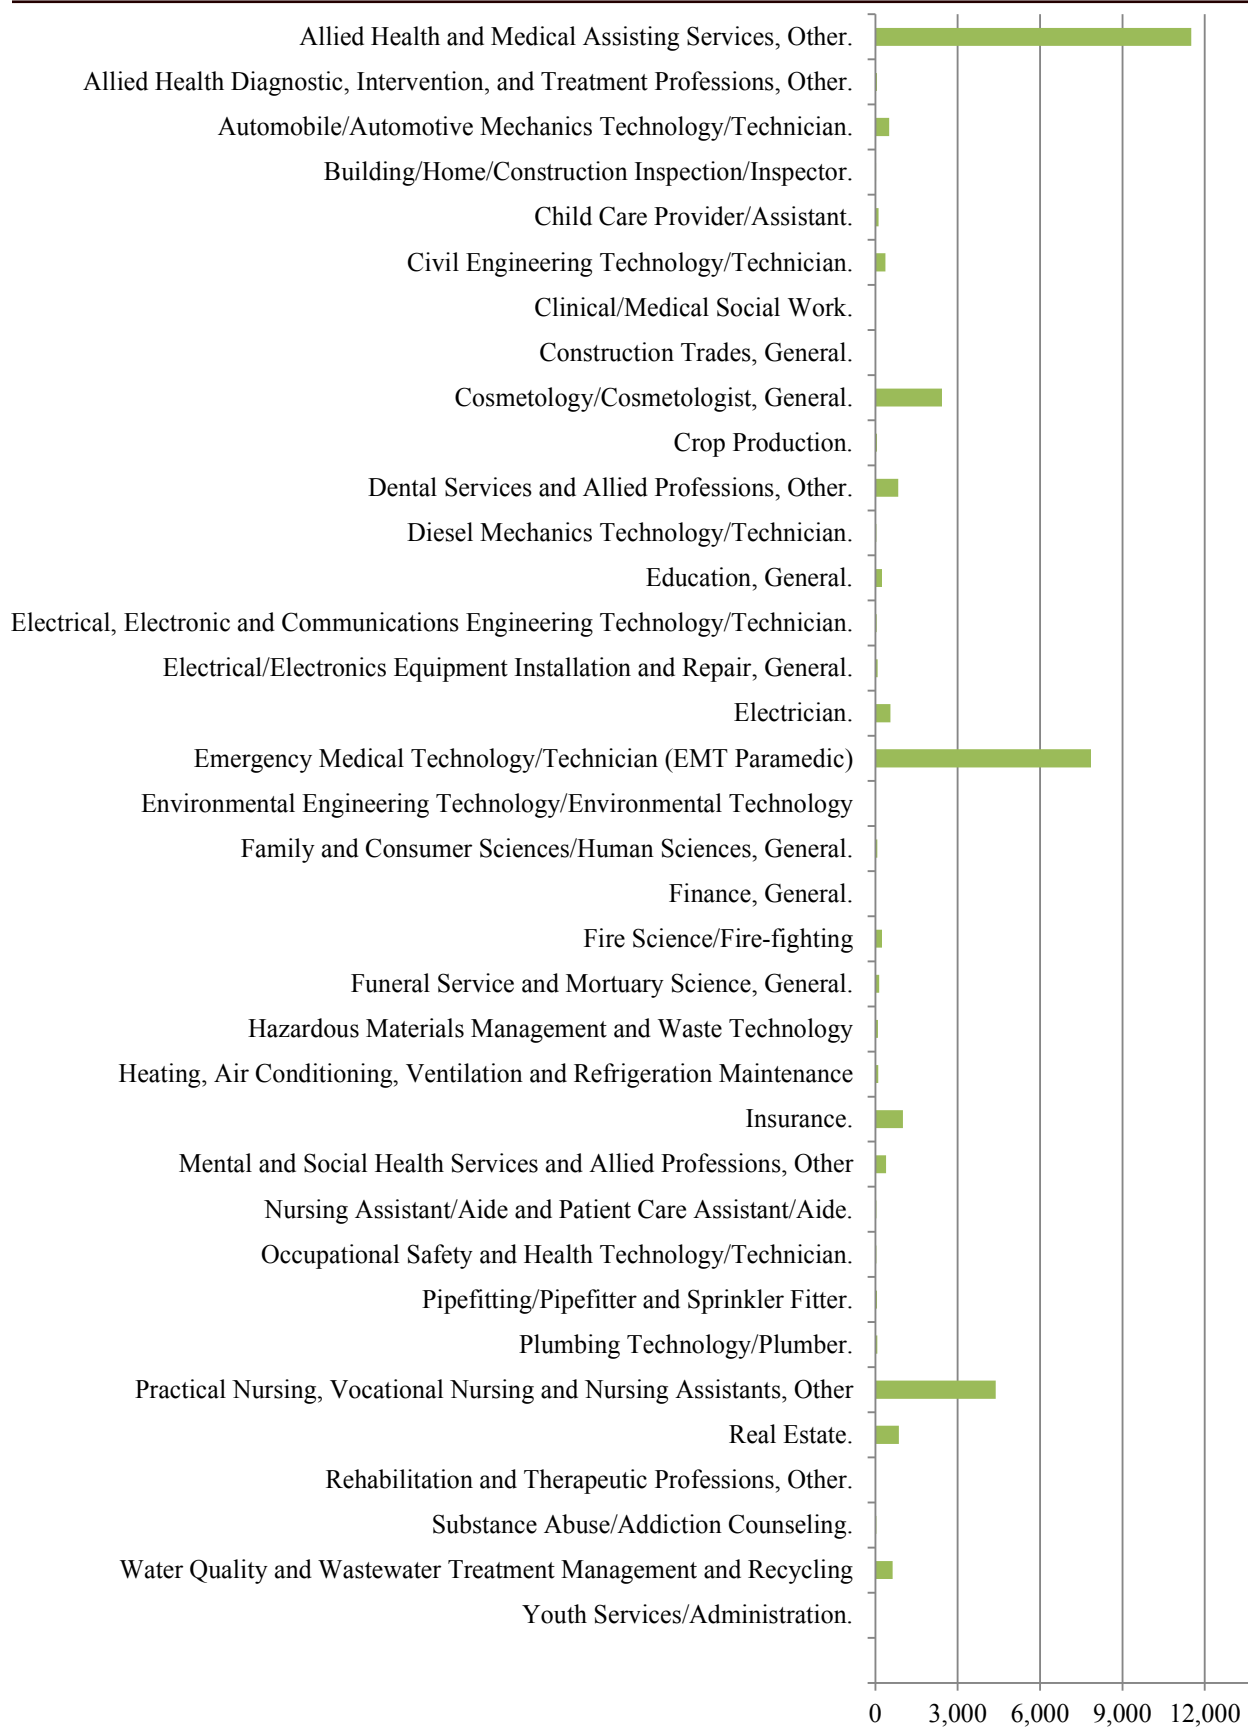 Allied Health and Medical Assisting Services, Other.
Allied Health Diagnostic, Intervention, and Treatment Professions, Other.
Automobile/Automotive Mechanics Technology/Technician.
Building/Home/Construction Inspection/Inspector.
Child Care Provider/Assistant.
Civil Engineering Technology/Technician.
Clinical/Medical Social Work.
Construction Trades, General.
Cosmetology/Cosmetologist, General.
Crop Production.
Dental Services and Allied Professions, Other.
Diesel Mechanics Technology/Technician.
Education, General.
Electrical, Electronic and Communications Engineering Technology/Technician.
Electrical/Electronics Equipment Installation and Repair, General.
Electrician.
Emergency Medical Technology/Technician (EMT Paramedic)
Environmental Engineering Technology/Environmental Technology
Family and Consumer Sciences/Human Sciences, General.
Finance, General.
Fire Science/Fire-fighting
Funeral Service and Mortuary Science, General.
Hazardous Materials Management and Waste Technology
Heating, Air Conditioning, Ventilation and Refrigeration Maintenance
Insurance.
Mental and Social Health Services and Allied Professions, Other
Nursing Assistant/Aide and Patient Care Assistant/Aide.
Occupational Safety and Health Technology/Technician.
Pipefitting/Pipefitter and Sprinkler Fitter.
Plumbing Technology/Plumber.
Practical Nursing, Vocational Nursing and Nursing Assistants, Other
Real Estate.
Rehabilitation and Therapeutic Professions, Other.
Substance Abuse/Addiction Counseling.
Water Quality and Wastewater Treatment Management and Recycling
Youth Services/Administration.
0 3,000 6,000 9,000 12,000